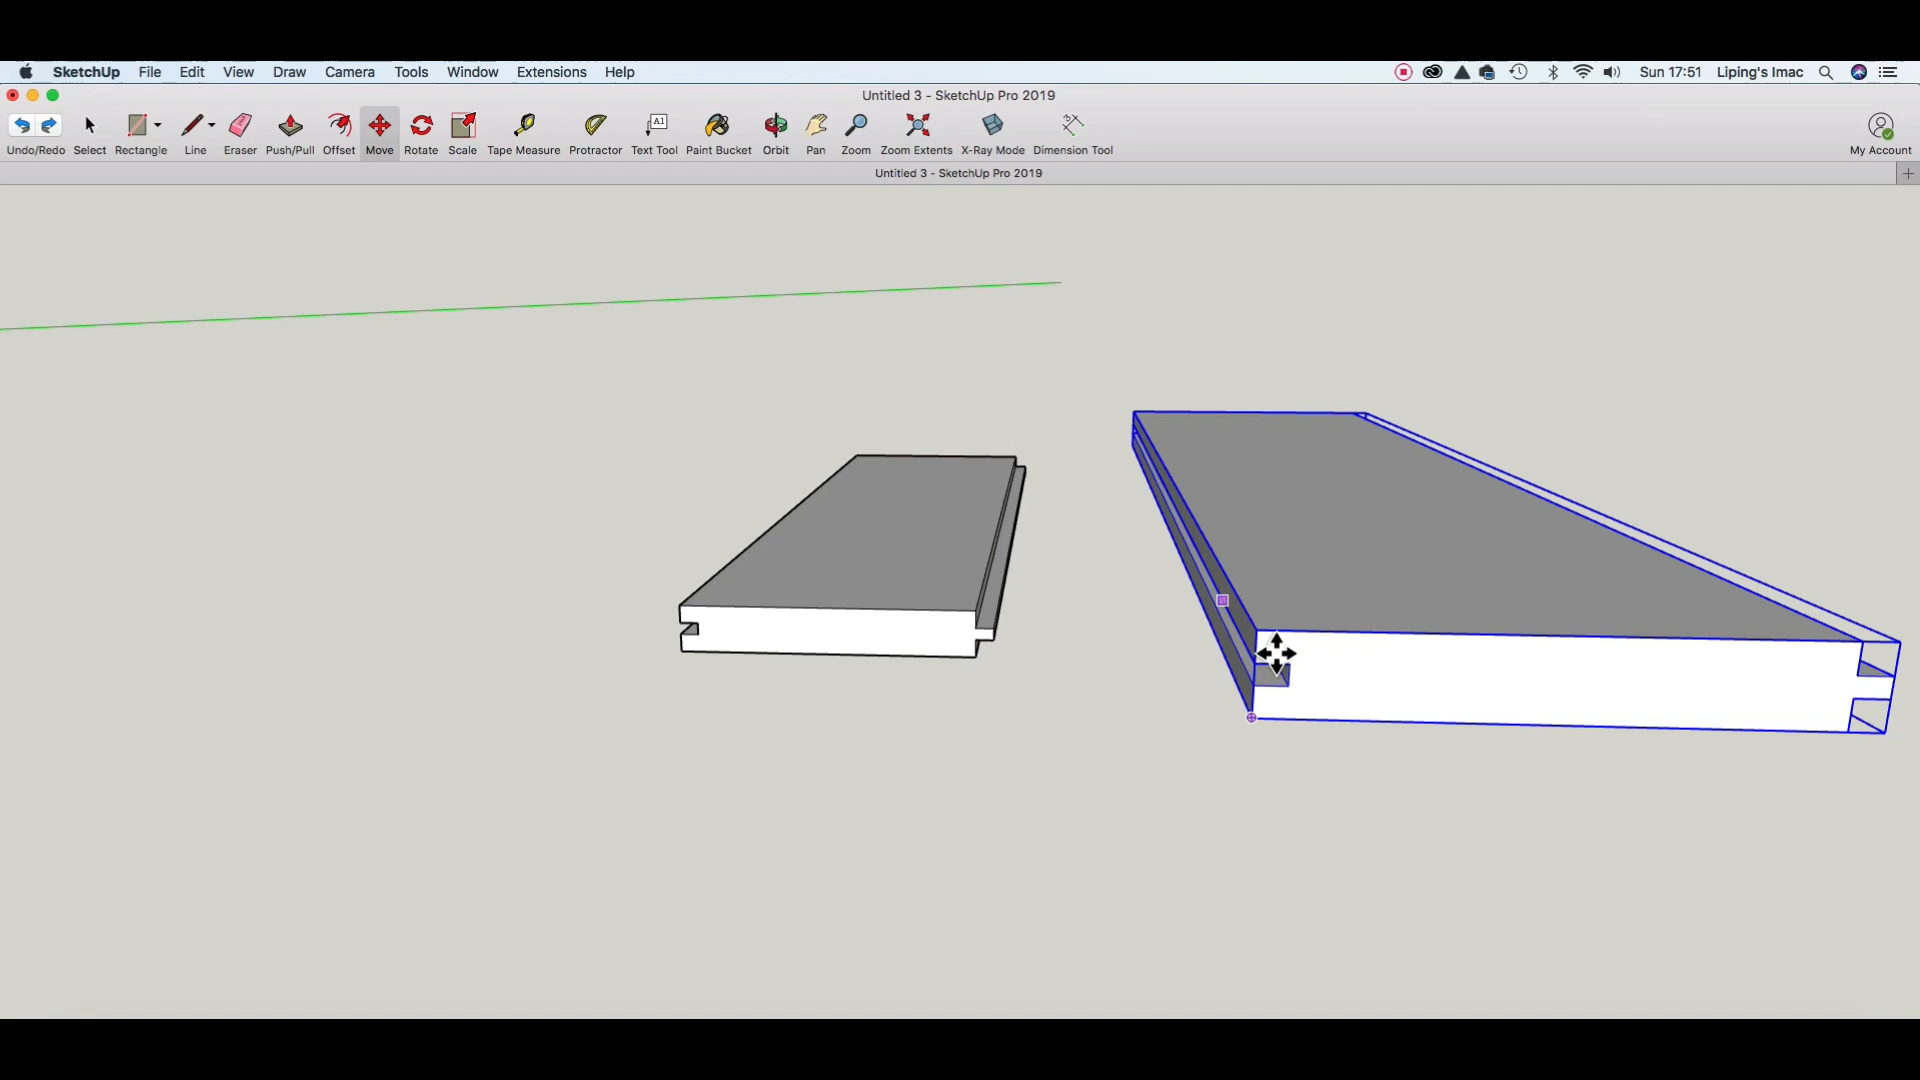 SketchUp File Edit View Draw Camera Tools Window Extensions Help Sun 17:51 Liping's Imac
Untitled 3 - SketchUp Pro 2019
A1
Undo/Redo Select Rectangle Line Eraser Push/Pull Offset Move Rotate Scale Tape Measure Protractor Text Tool Paint Bucket Orbit Pan Zoom Zoom Extents X-Ray Mode Dimension Tool My Account
Untitled 3 - SketchUp Pro 2019